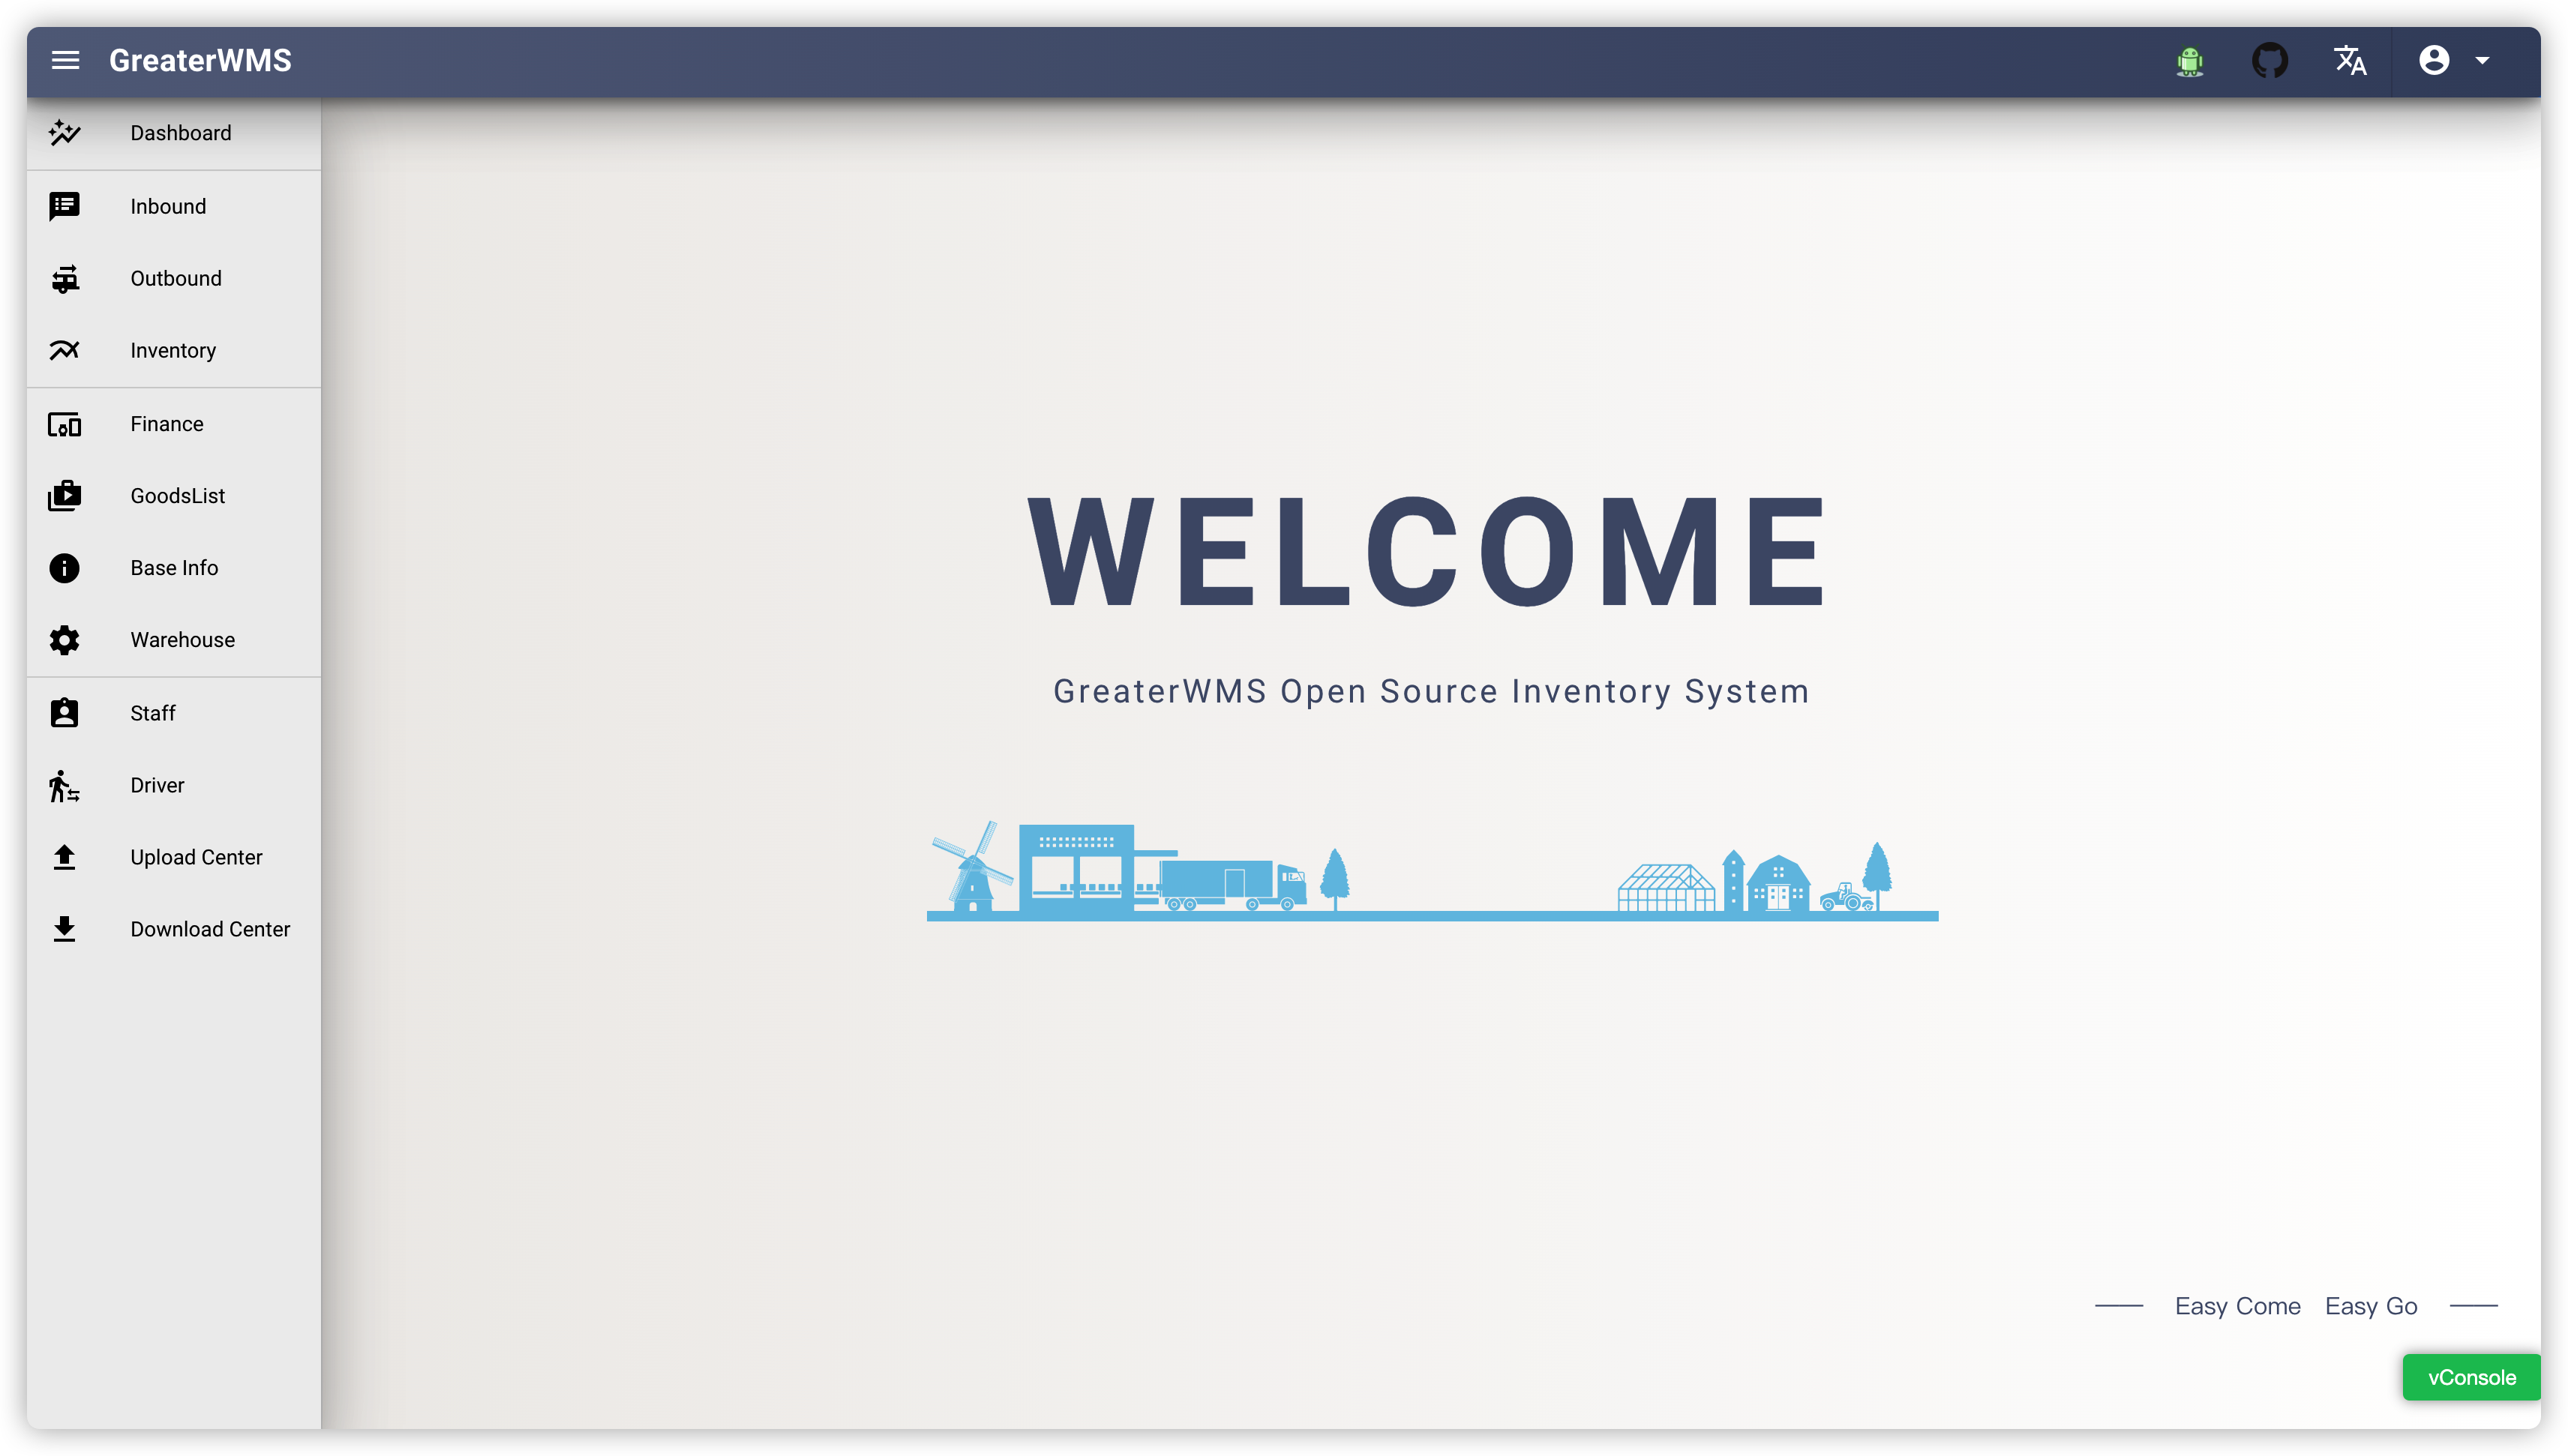 GreaterWMS
Dashboard
Inbound
Outbound
Inventory
Finance
GoodsList
Base Info
Warehouse
Staff
Driver
Upload Center
Download Center
WELCOME
GreaterWMS Open Source Inventory System
Easy Come Easy Go
vConsole